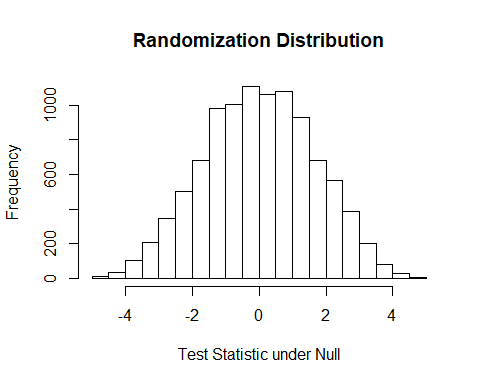 Randomization Distribution
Frequency
1000
600
200
0
-4 -2 0 2 4
Test Statistic under Null